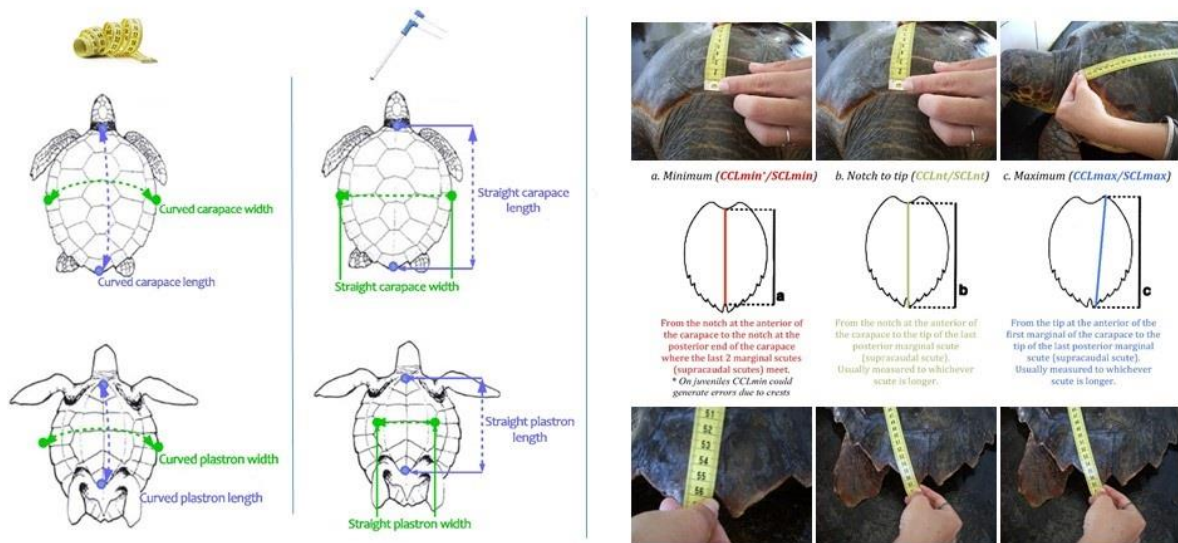 Curved carapace width
Curved carapace length
Straight carapace
length
Straight carapace width
Curved plastron width
Curved plastron length
Straight plastron
length
Straight plastron width
a. Minimum (CCLmin*/SCLmin)
b. Notch to tip (CCLnt/SCLnt)
c. Maximum (CCLmax/SCLmax)
a
b
c
From the notch at the anterior of
the carapace to the notch at the
posterior end of the carapace
where the last 2 marginal scutes
(supracaudal scutes) meet.
* On juveniles CCLmin could
generate errors due to crests
From the notch at the anterior
of the carapace to the tip of the last
posterior marginal scute
(supracaudal scute).
Usually measured to whichever
scute is longer.
From the tip at the anterior of the
first marginal of the carapace to the
tip of the last posterior marginal
scute (supracaudal scute).
Usually measured to whichever
scute is longer.
51
52
53
54
55
56